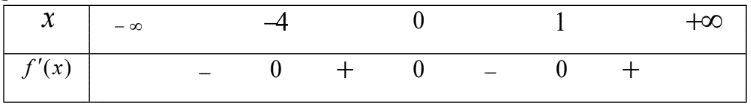 x – ∞ –4 0 1 +∞
f'(x) – 0 + 0 – 0 +